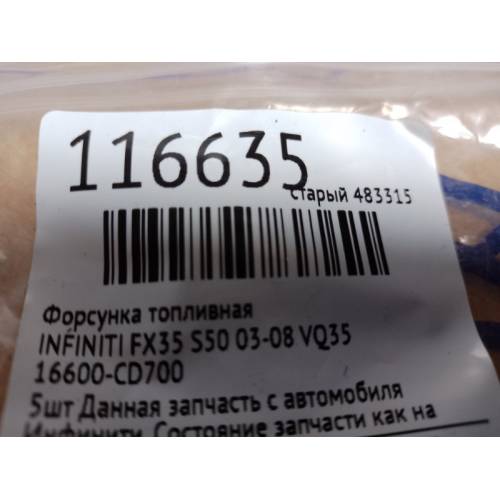 116635
старый 483315
Форсунка топливная
INFINITI FX35 S50 03-08 VQ35
16600-CD700
5шт Данная запчасть с автомобиля
Инфинити. Состояние запчасти как на